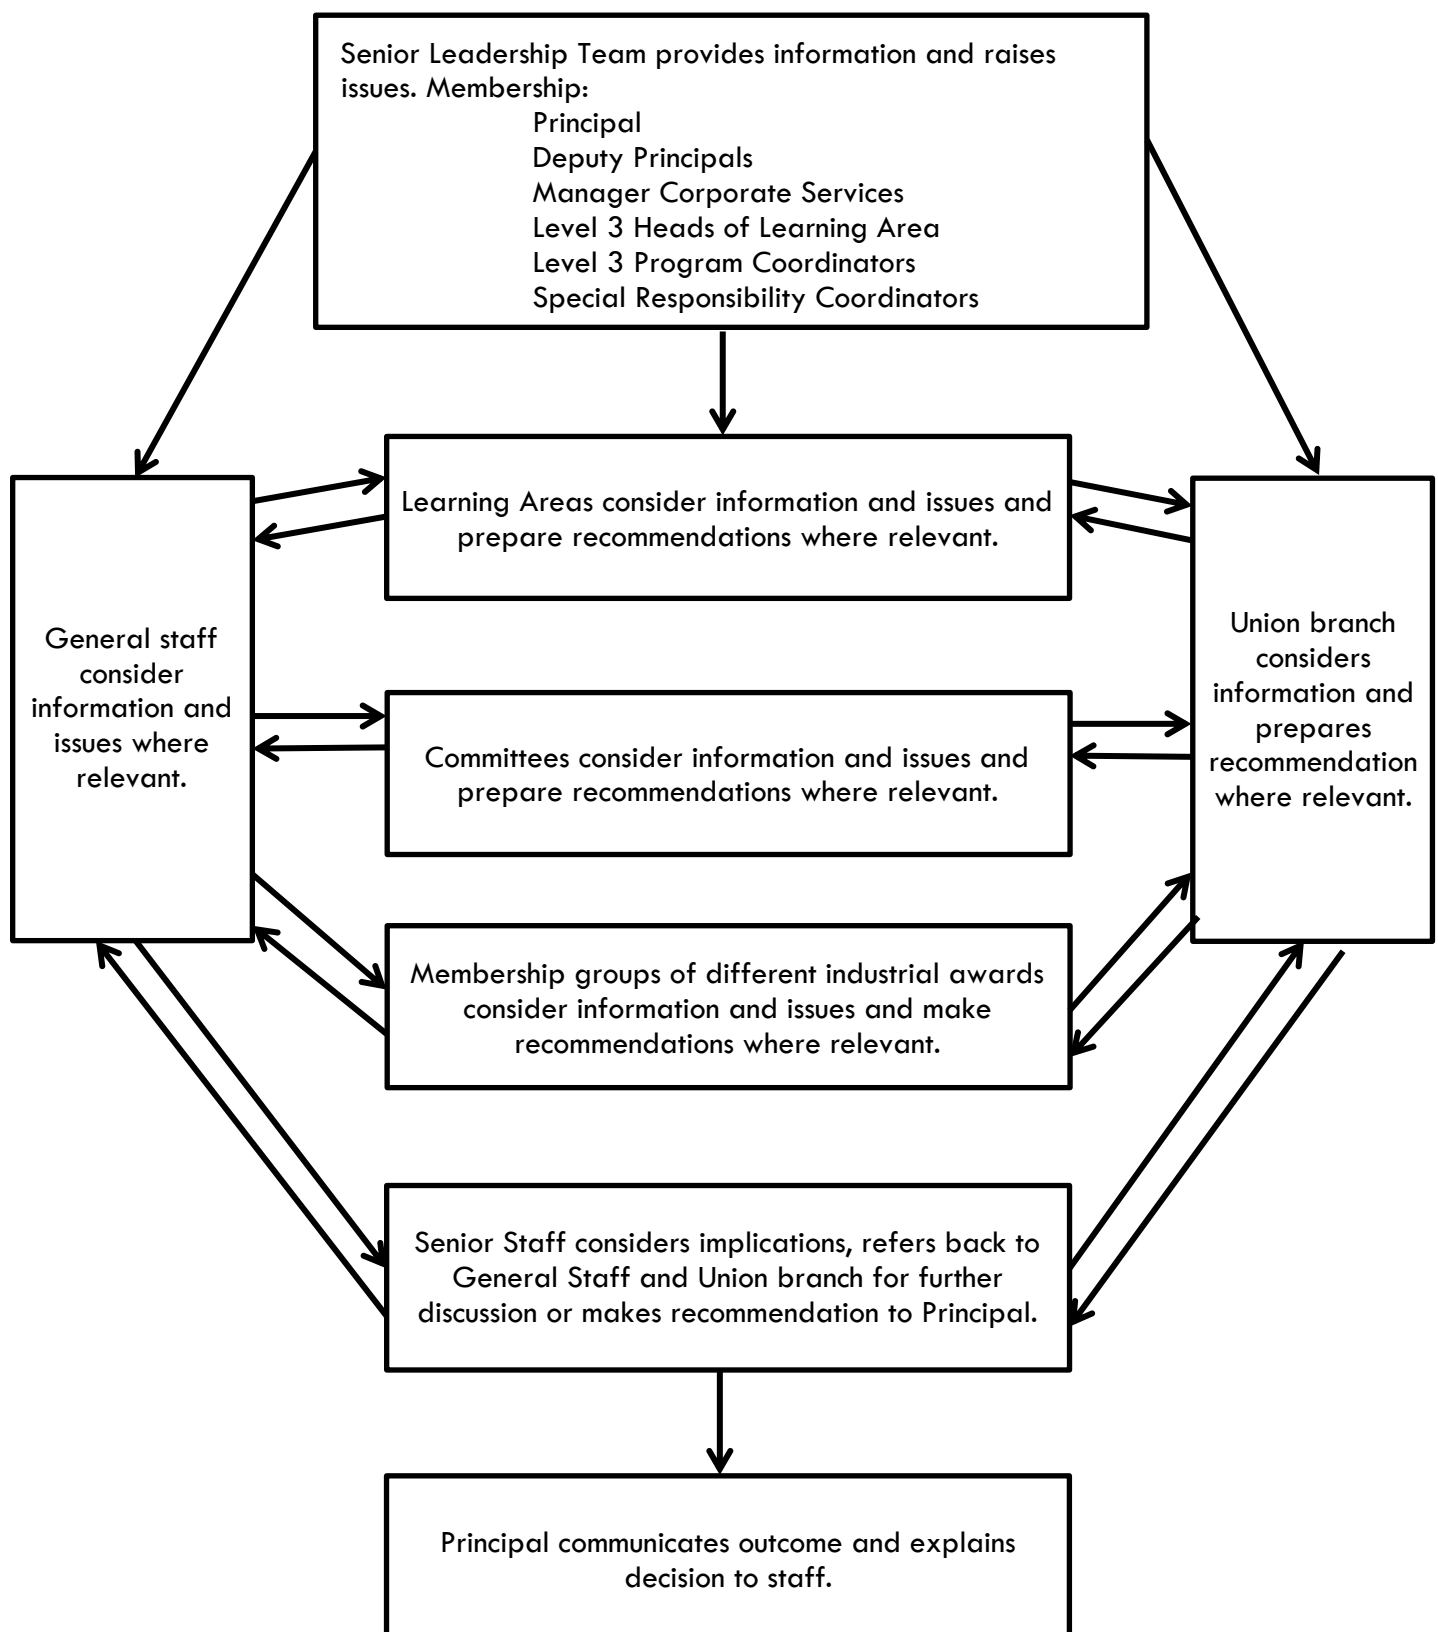 Senior Leadership Team provides information and raises
issues. Membership:
Principal
Deputy Principals
Manager Corporate Services
Level 3 Heads of Learning Area
Level 3 Program Coordinators
Special Responsibility Coordinators
Learning Areas consider information and issues and
prepare recommendations where relevant.
General staff
consider
information and
issues where
relevant.
Union branch
considers
information and
prepares
recommendation
where relevant.
Committees consider information and issues and
prepare recommendations where relevant.
Membership groups of different industrial awards
consider information and issues and make
recommendations where relevant.
Senior Staff considers implications, refers back to
General Staff and Union branch for further
discussion or makes recommendation to Principal.
Principal communicates outcome and explains
decision to staff.